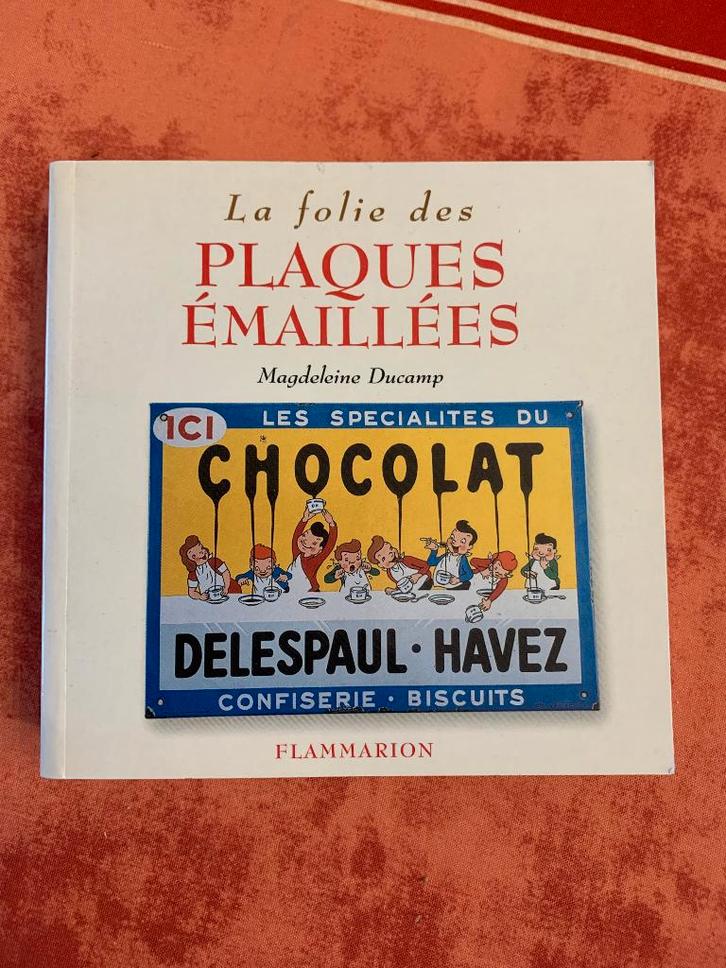 La folie des
PLAQUES
ÉMAILLÉES
Magdeleine Ducamp
ICI
LES SPECIALITES DU
CHOCOLAT
DELESPAUL·HAVEZ
CONFISERIE · BISCUITS
FLAMMARION